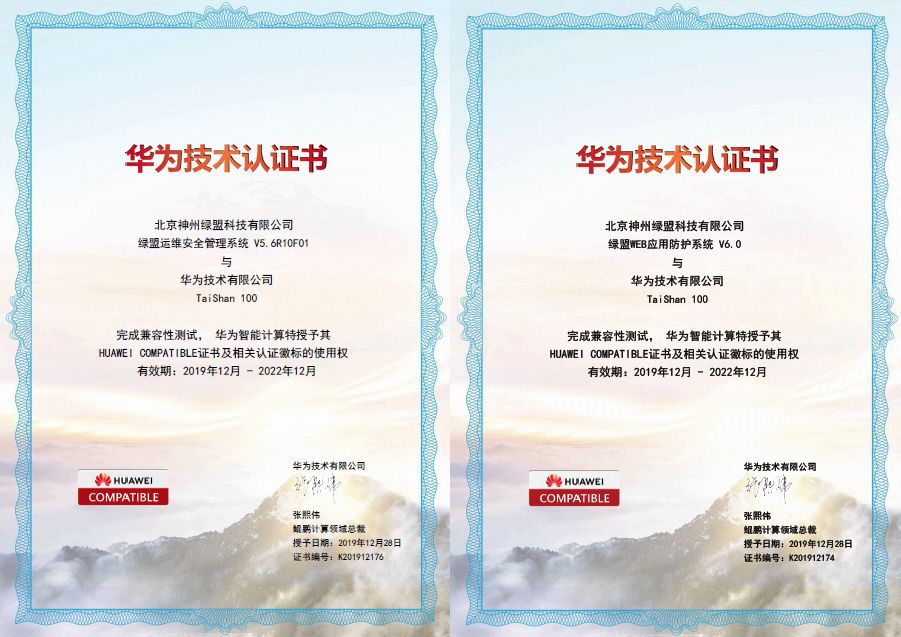 华为技术认证书
北京神州绿盟科技有限公司
绿盟运维安全管理系统 V5.6R10F01
与
华为技术有限公司
TaiShan 100
完成兼容性测试， 华为智能计算特授予其
HUAWEI COMPATIBLE证书及相关认证徽标的使用权
有效期：2019年12月 - 2022年12月
HUAWEI
COMPATIBLE
华为技术有限公司
张熙伟
鲲鹏计算领域总裁
授予日期：2019年12月28日
证书编号：K201912176
华为技术认证书
北京神州绿盟科技有限公司
绿盟WEB应用防护系统 V6.0
与
华为技术有限公司
TaiShan 100
完成兼容性测试， 华为智能计算特授予其
HUAWEI COMPATIBLE证书及相关认证徽标的使用权
有效期：2019年12月 - 2022年12月
HUAWEI
COMPATIBLE
华为技术有限公司
张熙伟
鲲鹏计算领域总裁
授予日期：2019年12月28日
证书编号：K201912174